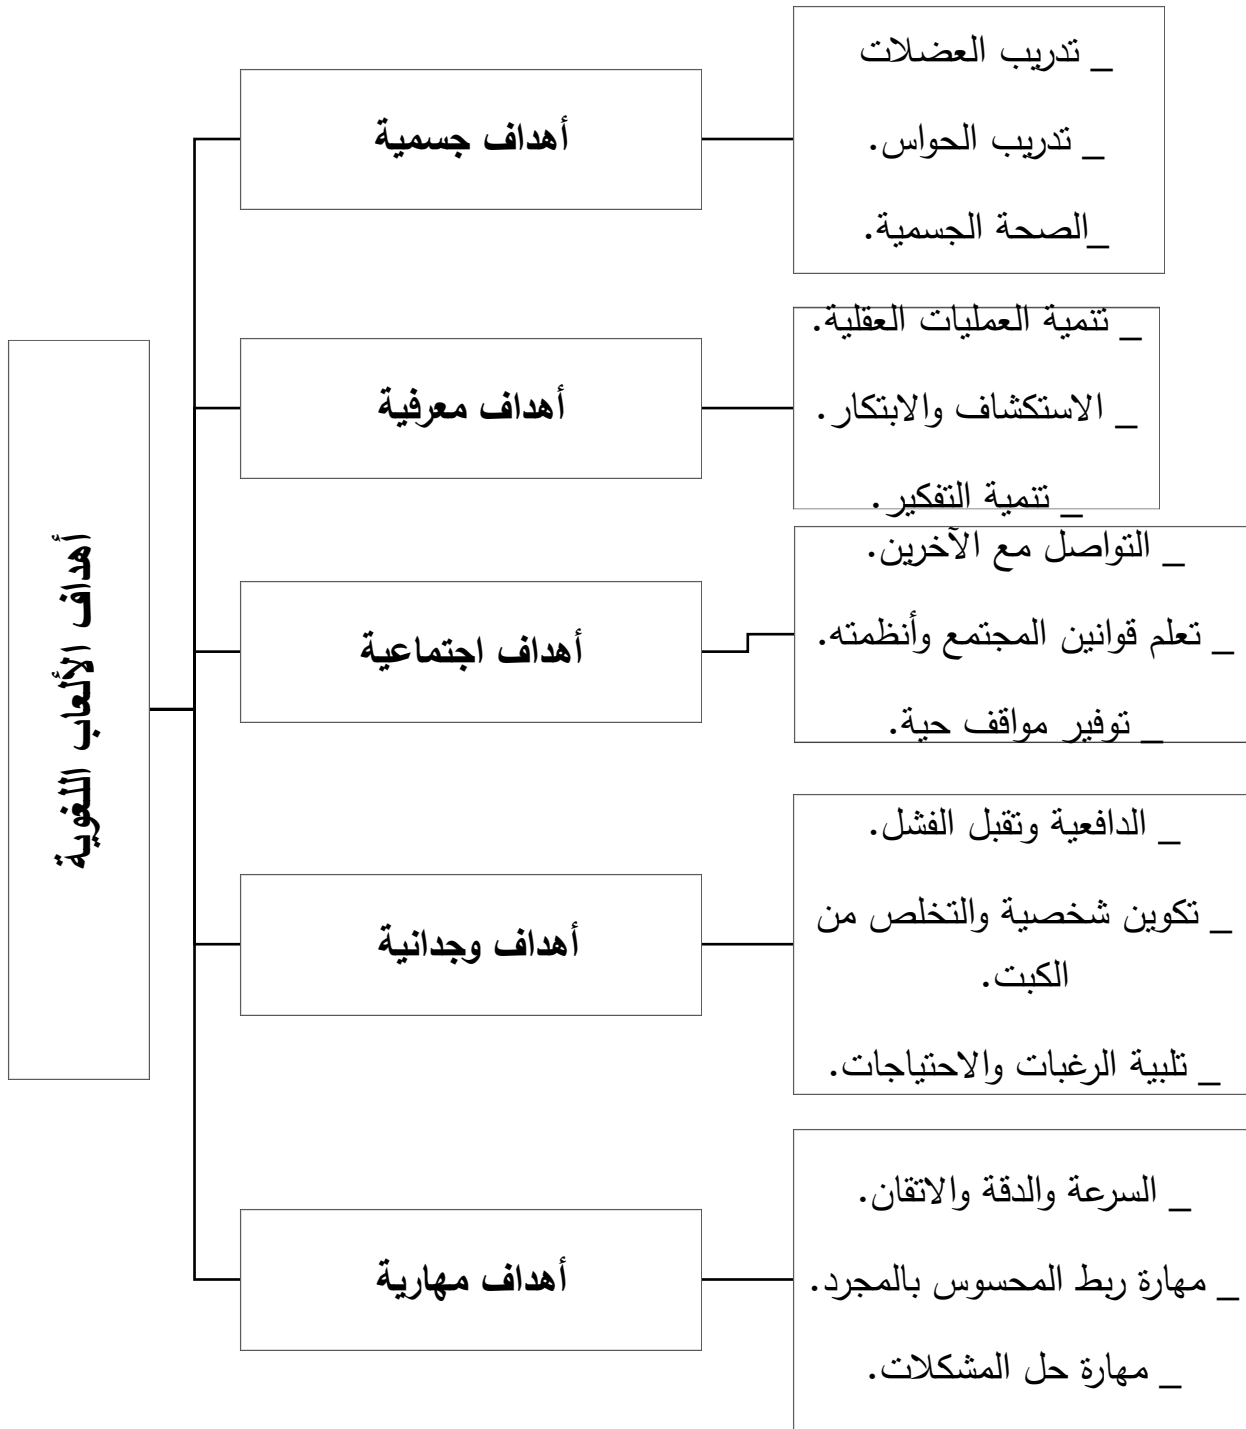 أهداف الألعاب اللغوية
أهداف جسمية
_ تدريب العضلات
_ تدريب الحواس.
_الصحة الجسمية.
أهداف معرفية
_ تنمية العمليات العقلية.
_ الاستكشاف والابتكار.
_ تنمية التفكير.
أهداف اجتماعية
_ التواصل مع الآخرين.
_ تعلم قوانين المجتمع وأنظمته.
_ توفير مواقف حية.
أهداف وجدانية
_ الدافعية وتقبل الفشل.
_ تكوين شخصية والتخلص من
الكبت.
_ تلبية الرغبات والاحتياجات.
أهداف مهارية
_ السرعة والدقة والاتقان.
_ مهارة ربط المحسوس بالمجرد.
_ مهارة حل المشكلات.